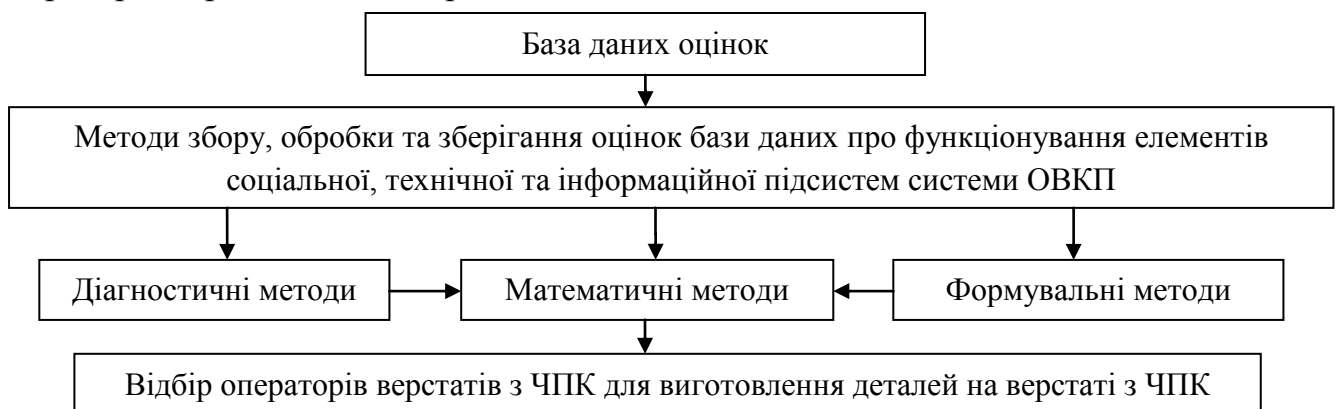 База даних оцінок
Методи збору, обробки та зберігання оцінок бази даних про функціонування елементів
соціальної, технічної та інформаційної підсистем системи ОВКП
Діагностичні методи
Математичні методи
Формувальні методи
Відбір операторів верстатів з ЧПК для виготовлення деталей на верстаті з ЧПК